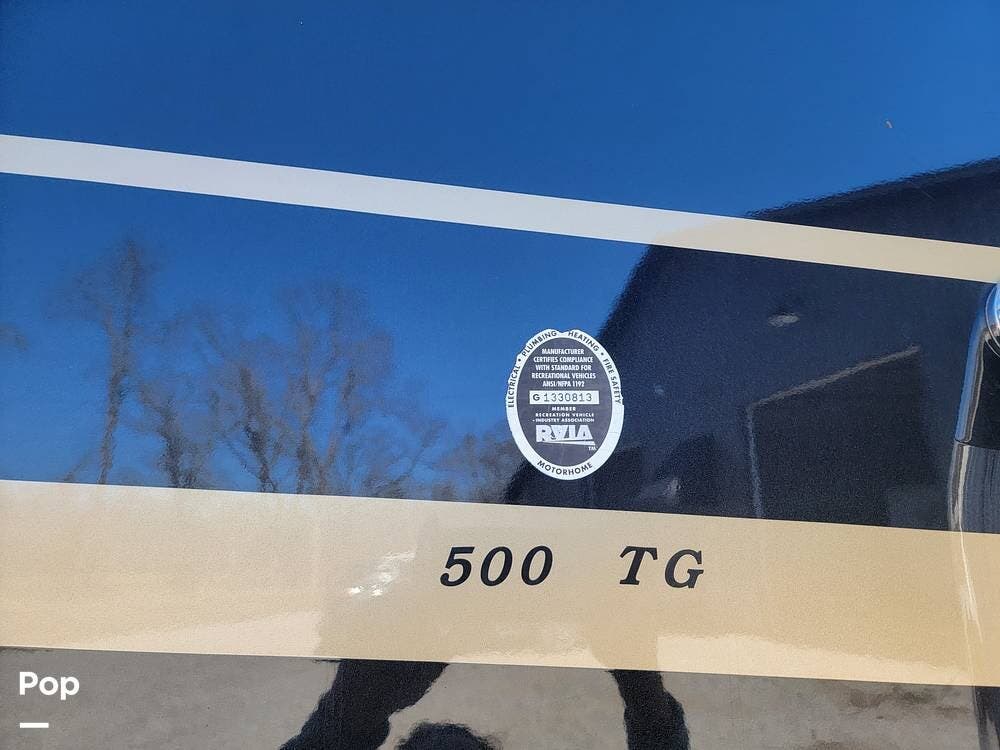 ELECTRICAL • PLUMBING • HEATING • FIRE SAFETY
MANUFACTURER
CERTIFIES COMPLIANCE
WITH STANDARD FOR
RECREATIONAL VEHICLES
ANSI/NFPA 1192
G 1330813
MEMBER
RECREATION VEHICLE
INDUSTRY ASSOCIATION
RVIA
TM
MOTORHOME
500 TG
Pop